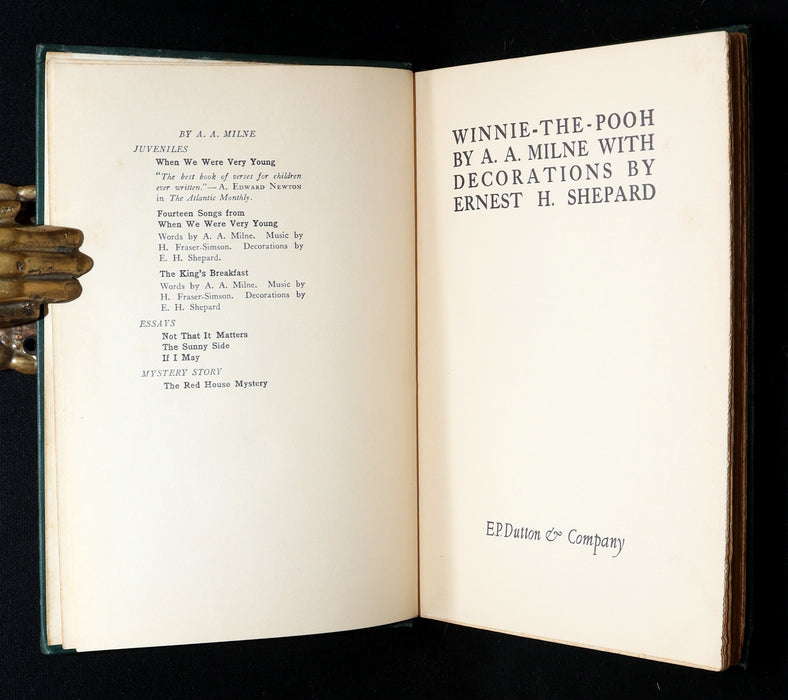 BY A. A. MILNE
JUVENILES
When We Were Very Young
"The best book of verses for children
ever written."—A. EDWARD NEWTON
in The Atlantic Monthly.
Fourteen Songs from
When We Were Very Young
Words by A. A. Milne. Music by
H. Fraser-Simson. Decorations by
E. H. Shepard.
The King's Breakfast
Words by A. A. Milne. Music by
H. Fraser-Simson. Decorations by
E. H. Shepard
ESSAYS
Not That It Matters
The Sunny Side
If I May
MYSTERY STORY
The Red House Mystery
WINNIE-THE-POOH
BY A. A. MILNE WITH
DECORATIONS BY
ERNEST H. SHEPARD
E.P. Dutton & Company